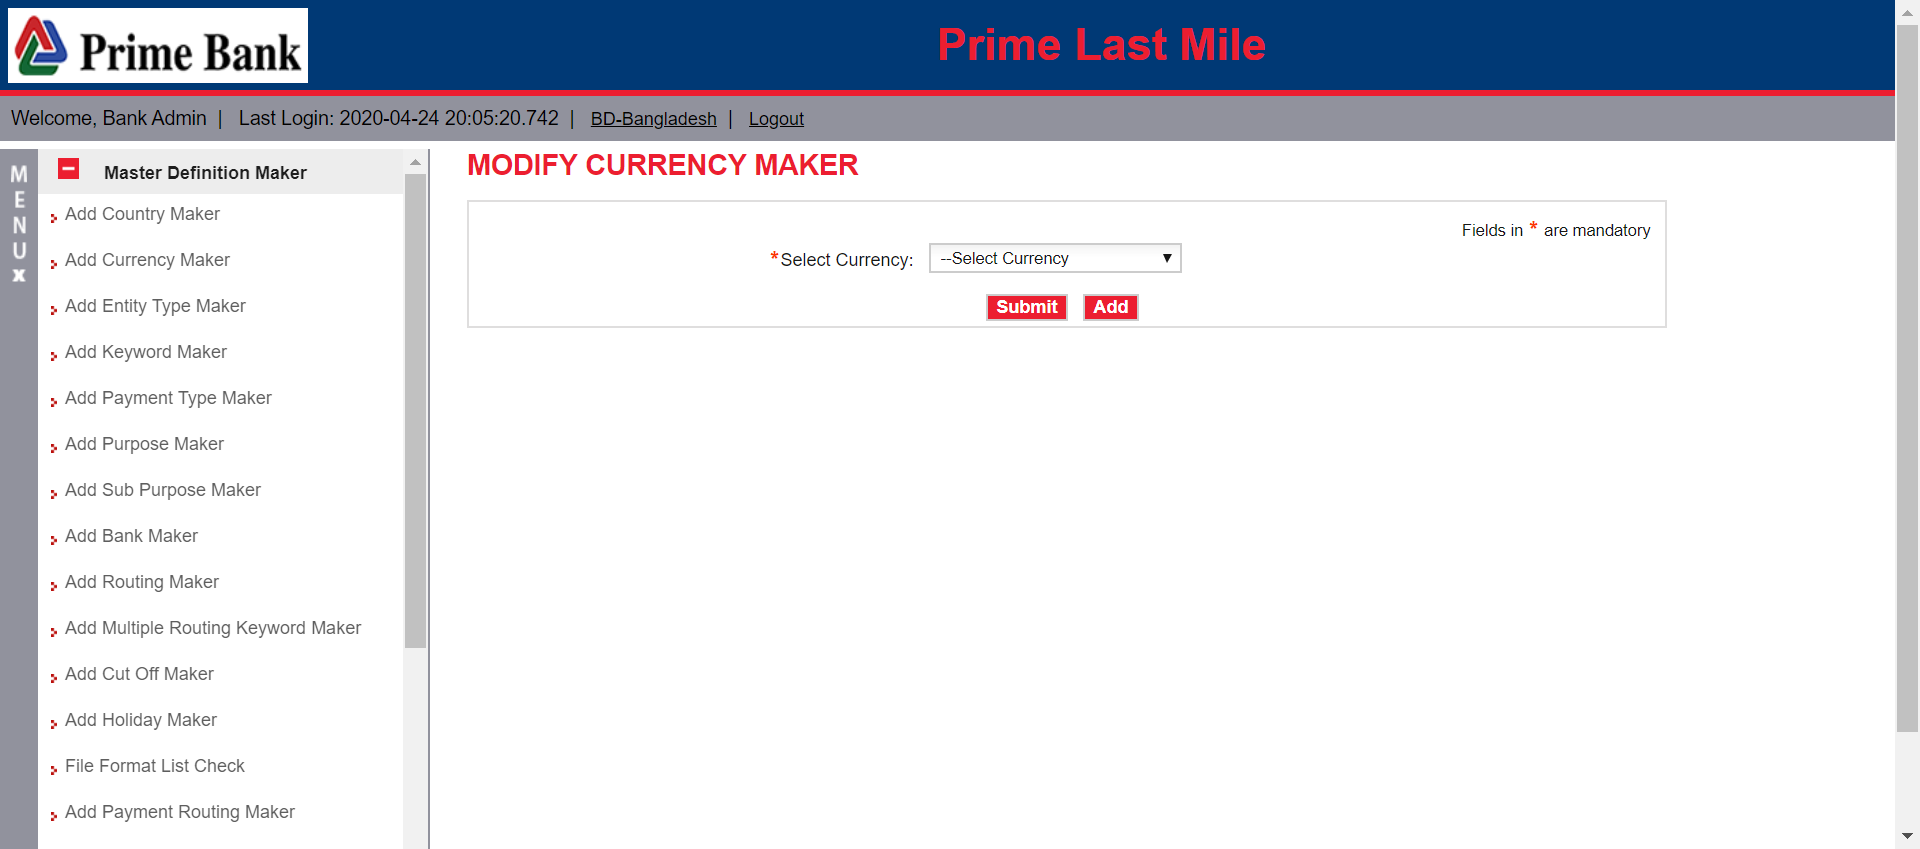 Prime Bank
Prime Last Mile
Welcome, Bank Admin | Last Login: 2020-04-24 20:05:20.742 | BD-Bangladesh | Logout
MENU x
Master Definition Maker
Add Country Maker
Add Currency Maker
Add Entity Type Maker
Add Keyword Maker
Add Payment Type Maker
Add Purpose Maker
Add Sub Purpose Maker
Add Bank Maker
Add Routing Maker
Add Multiple Routing Keyword Maker
Add Cut Off Maker
Add Holiday Maker
File Format List Check
Add Payment Routing Maker
MODIFY CURRENCY MAKER
Fields in * are mandatory
*Select Currency: --Select Currency
Submit Add